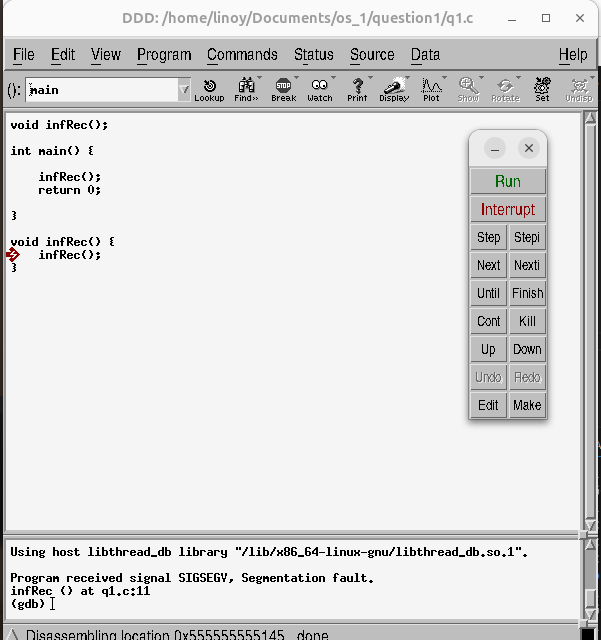 DDD: /home/linoy/Documents/os_1/question1/q1.c
File Edit View Program Commands Status Source Data Help
(): main
Lookup Find>> Break Watch Print Display Plot Show Rotate Set Undisp
void infRec();
int main() {
infRec();
return 0;
}
void infRec() {
infRec();
}
Run
Interrupt
Step Stepi
Next Nexti
Until Finish
Cont Kill
Up Down
Undo Redo
Edit Make
Using host libthread_db library "/lib/x86_64-linux-gnu/libthread_db.so.1".
Program received signal SIGSEGV, Segmentation fault.
infRec () at q1.c:11
(gdb)
Disassembling location 0x555555555145...done.